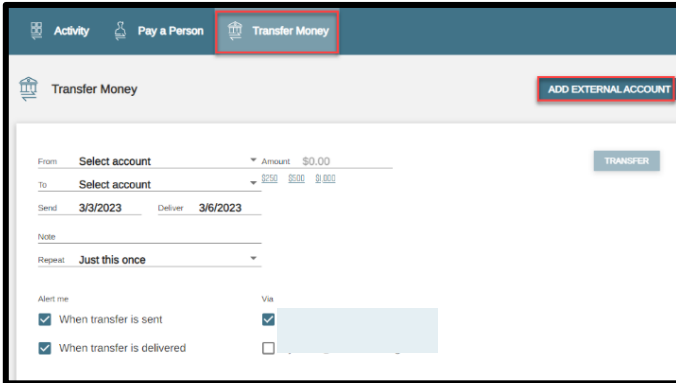 Activity Pay a Person Transfer Money
Transfer Money ADD EXTERNAL ACCOUNT
From Select account Amount $0.00 TRANSFER
To Select account $250 $500 $1,000
Send 3/3/2023 Deliver 3/6/2023
Note
Repeat Just this once
Alert me Via
When transfer is sent
When transfer is delivered